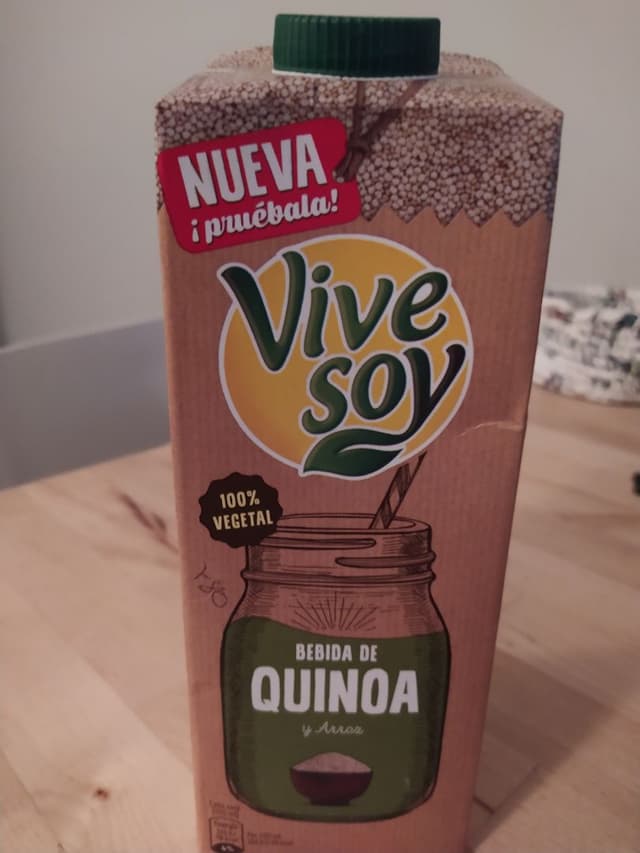 NUEVA
¡pruébala!
Vive
soy
100%
VEGETAL
BEBIDA DE
QUINOA
y Arroz